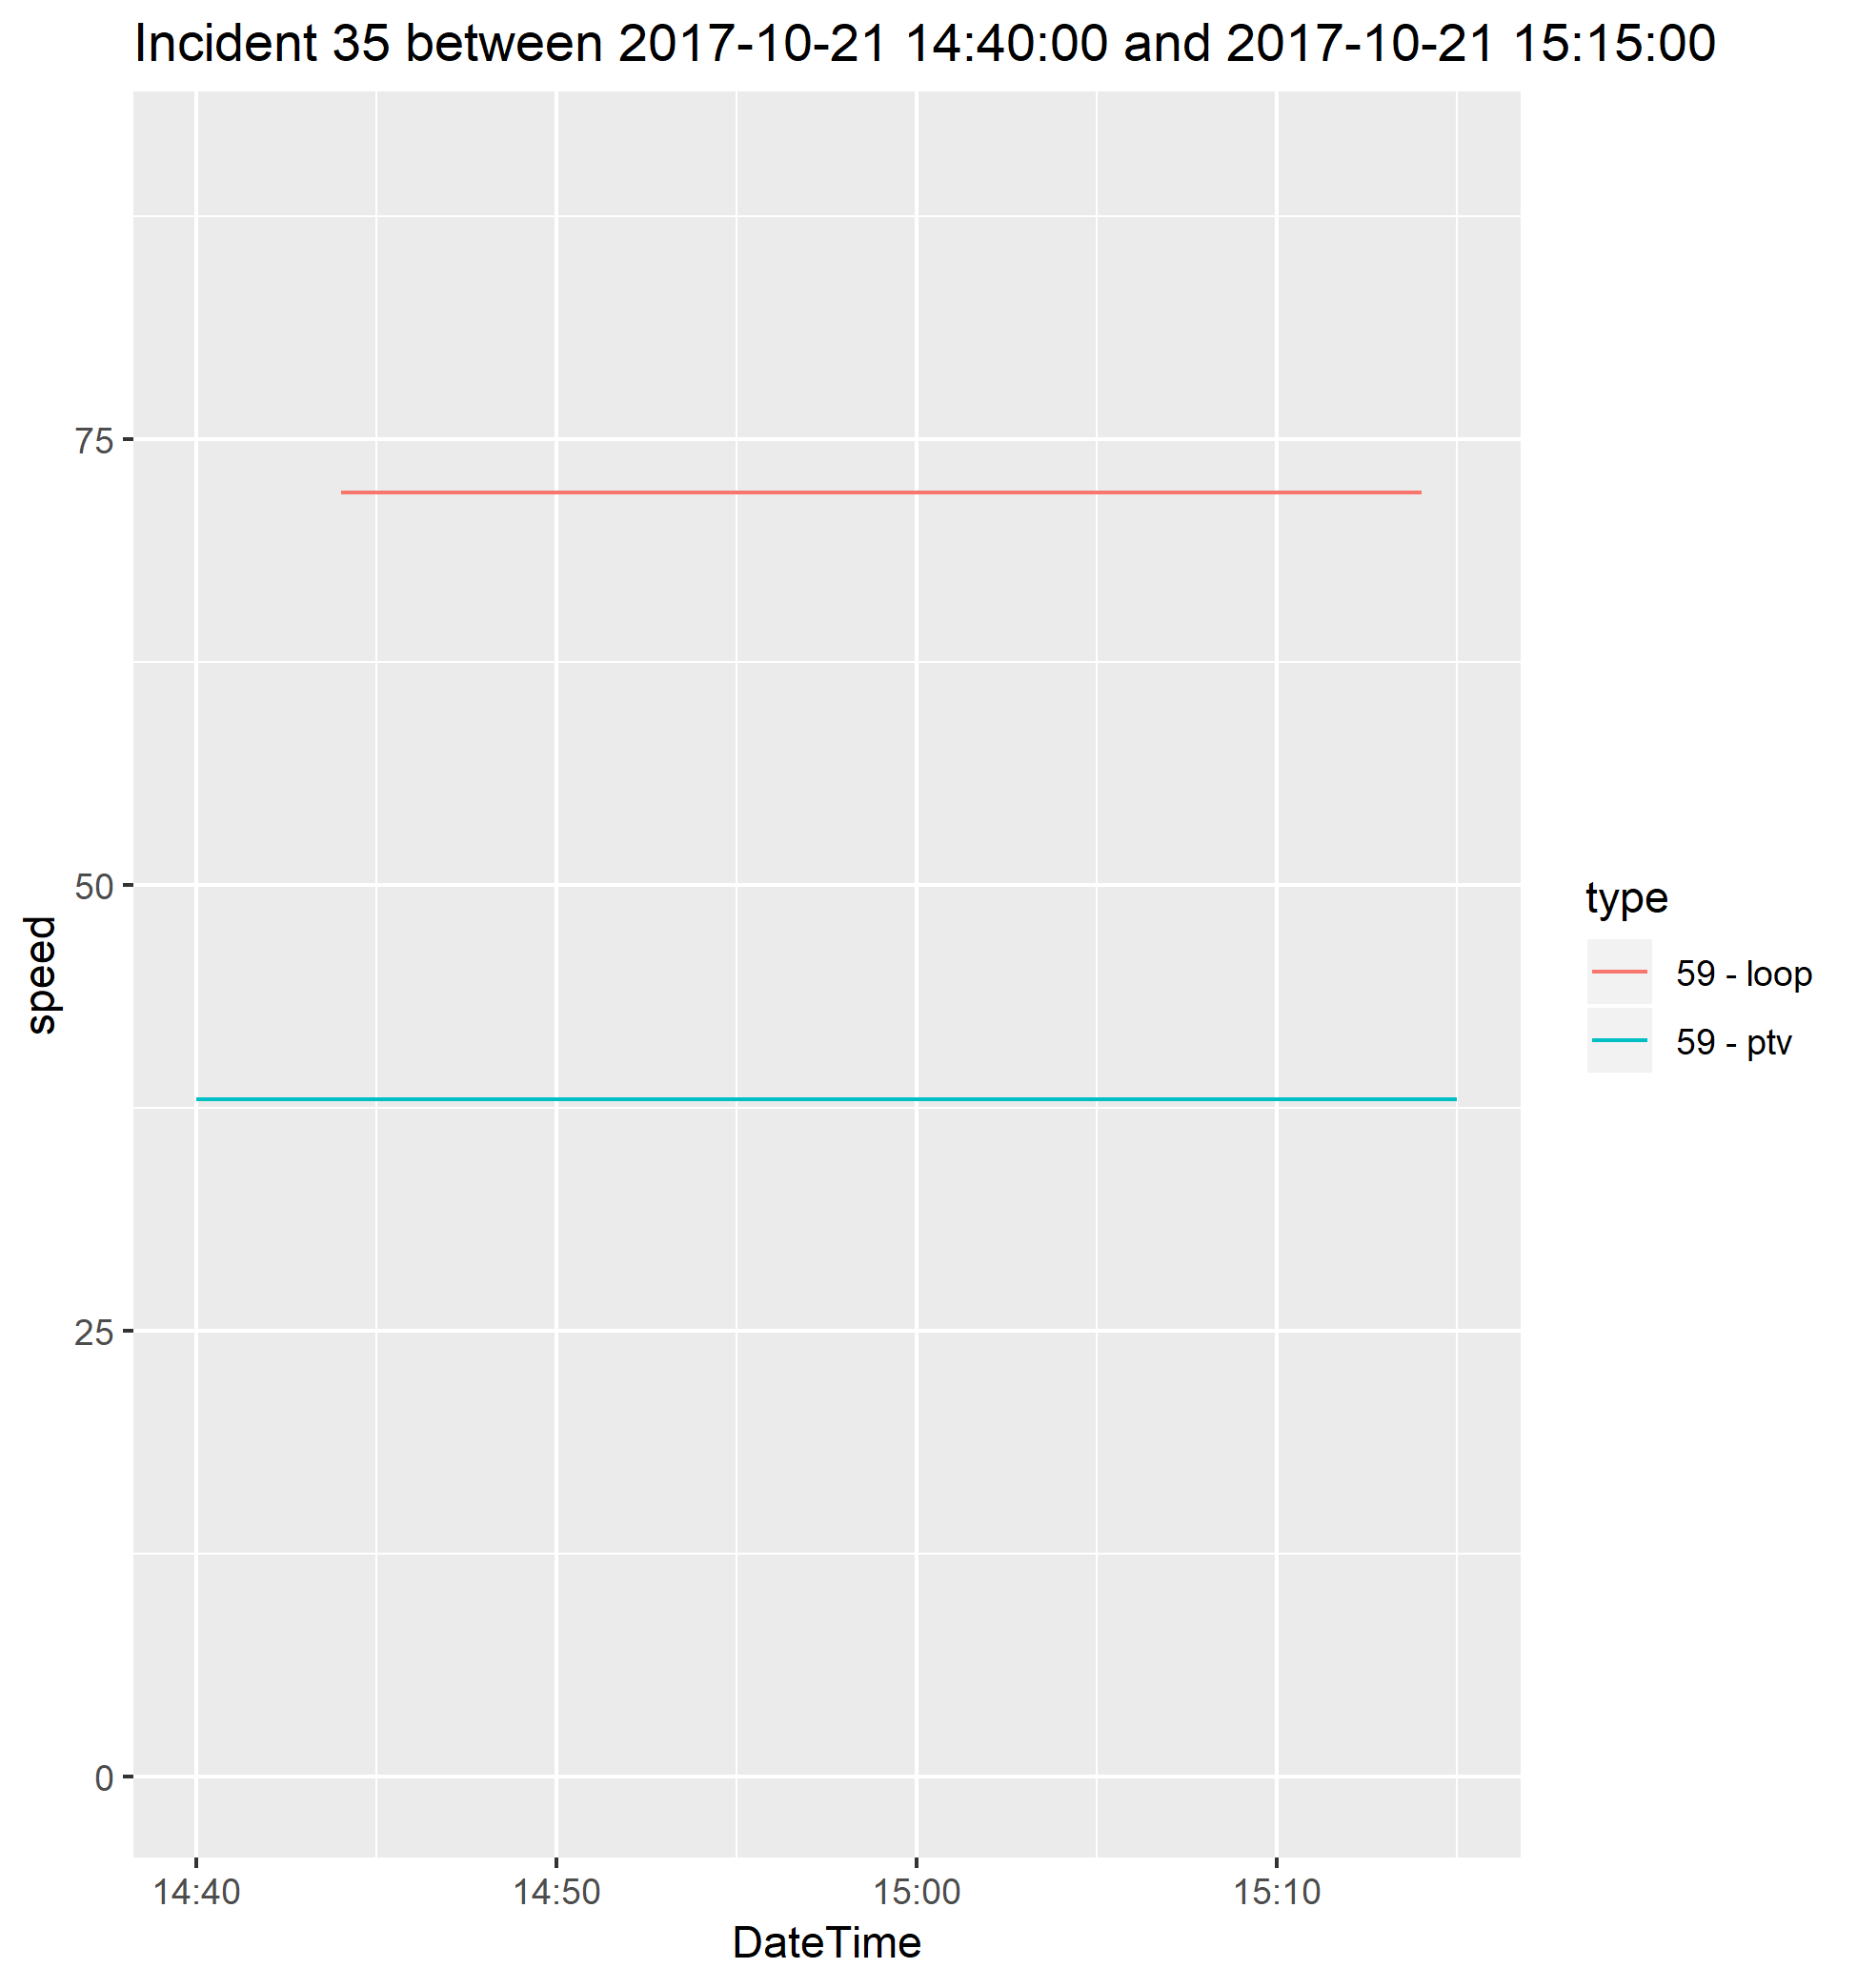 Incident 35 between 2017-10-21 14:40:00 and 2017-10-21 15:15:00
75
50
25
0
speed
14:40 14:50 15:00 15:10
DateTime
type
59 - loop
59 - ptv